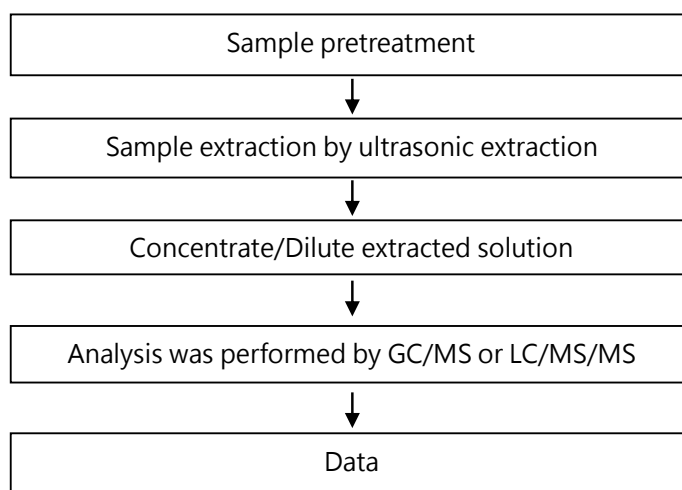 Sample pretreatment
Sample extraction by ultrasonic extraction
Concentrate/Dilute extracted solution
Analysis was performed by GC/MS or LC/MS/MS
Data